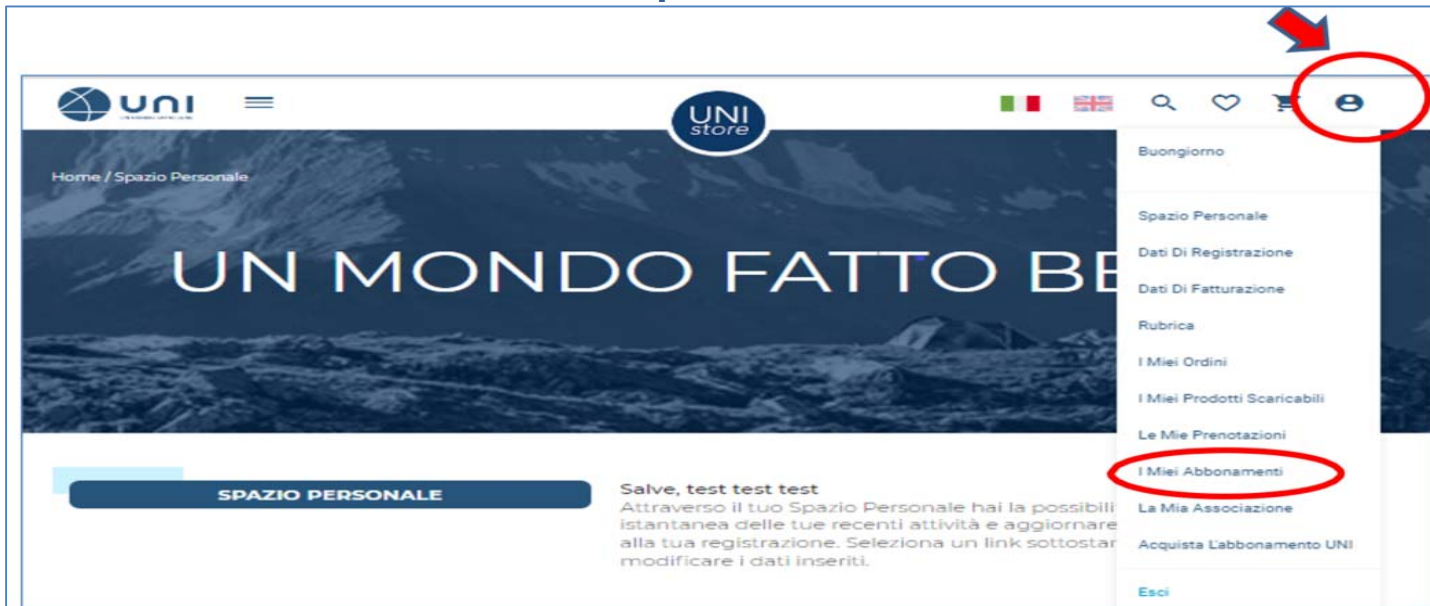 UNI
UNI
store
Home / Spazio Personale
UN MONDO FATTO BE
Buongiorno
Spazio Personale
Dati Di Registrazione
Dati Di Fatturazione
Rubrica
I Miei Ordini
I Miei Prodotti Scaricabili
Le Mie Prenotazioni
I Miei Abbonamenti
La Mia Associazione
Acquista L'abbonamento UNI
Esci
SPAZIO PERSONALE
Salve, test test test
Attraverso il tuo Spazio Personale hai la possibili
istantanea delle tue recenti attività e aggiornare
alla tua registrazione. Seleziona un link sottostar
modificare i dati inseriti.